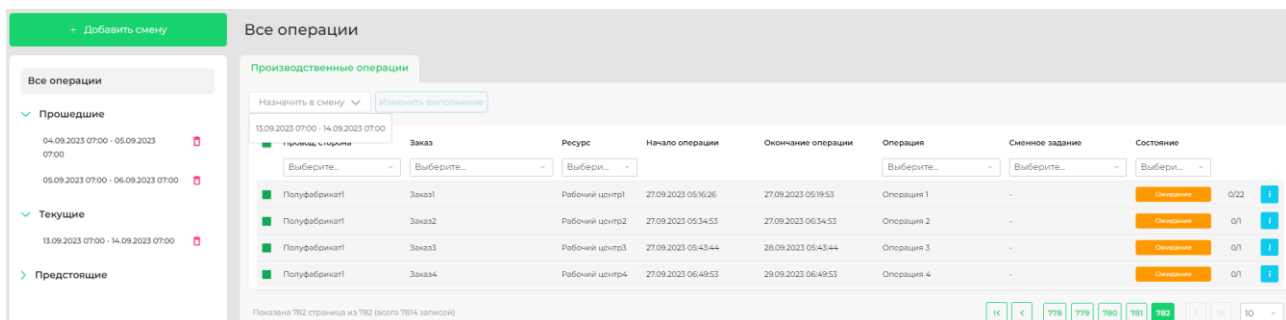 + Добавить смену
Все операции
Прошедшие
04.09.2023 07:00 - 05.09.2023
07:00
05.09.2023 07:00 - 06.09.2023 07:00
Текущие
13.09.2023 07:00 - 14.09.2023 07:00
Предстоящие
Все операции
Производственные операции
Назначить в смену Изменить выполнение
13.09.2023 07:00 - 14.09.2023 07:00
сторона Заказ Ресурс Начало операции Окончание операции Операция Сменное задание Состояние
Выберите... Выберите... Выбери... Выберите... Выберите... Выбери...
Полуфабрикат1 Заказ1 Рабочий центр1 27.09.2023 05:16:26 27.09.2023 05:19:53 Операция 1 - Ожидание 0/22 i
Полуфабрикат1 Заказ2 Рабочий центр2 27.09.2023 05:34:53 27.09.2023 06:34:53 Операция 2 - Ожидание 0/1 i
Полуфабрикат1 Заказ3 Рабочий центр3 27.09.2023 05:43:44 28.09.2023 05:43:44 Операция 3 - Ожидание 0/1 i
Полуфабрикат1 Заказ4 Рабочий центр4 27.09.2023 06:49:53 29.09.2023 06:49:53 Операция 4 - Ожидание 0/1 i
Показана 782 страница из 782 (всего 7814 записей) 778 779 780 781 782 10